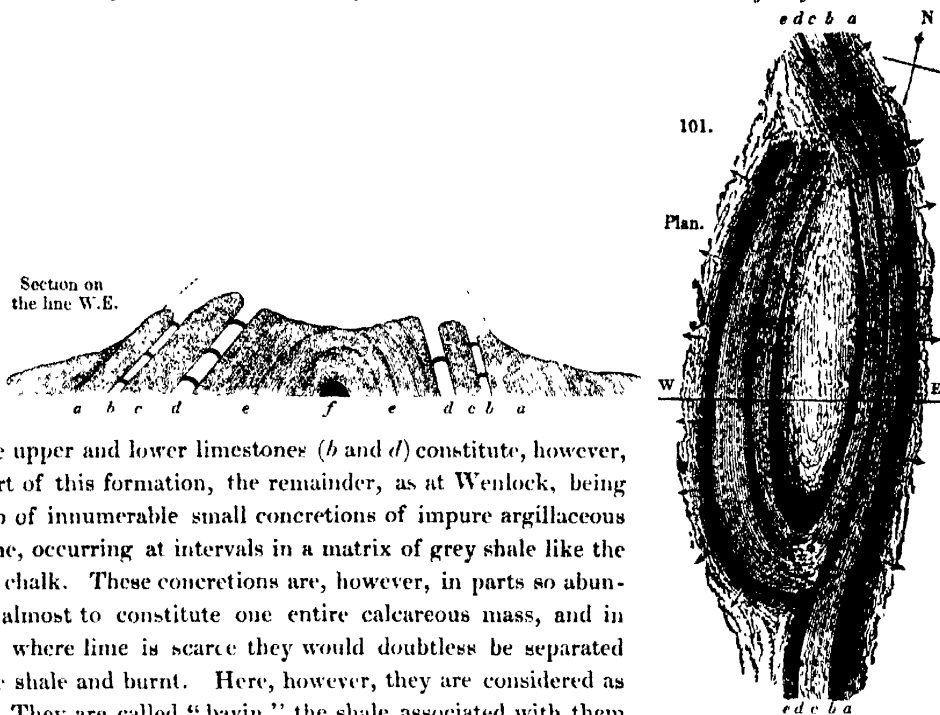 e d c b a
N
101.
Plan.
Section on
the line W.E.
W
E
a b c d e f e d c b a
upper and lower limestones (b and d) constitute, however,
of this formation, the remainder, as at Wenlock, being
of innumerable small concretions of impure argillaceous
occurring at intervals in a matrix of grey shale like the
chalk. These concretions are, however, in parts so abun-
almost to constitute one entire calcareous mass, and in
where lime is scarce they would doubtless be separated
shale and burnt. Here, however, they are considered as
They are called “bavin,” the shale associated with them
e d c b a